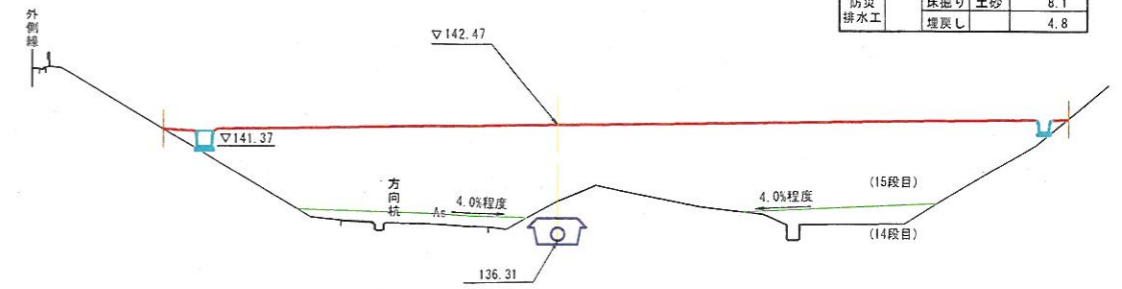 外側線
防災
排水工
床掘り 土砂 8.1
埋戻し 4.8
▽142.47
▽141.37
方向杭
As
4.0%程度
4.0%程度
(15段目)
(14段目)
136.31